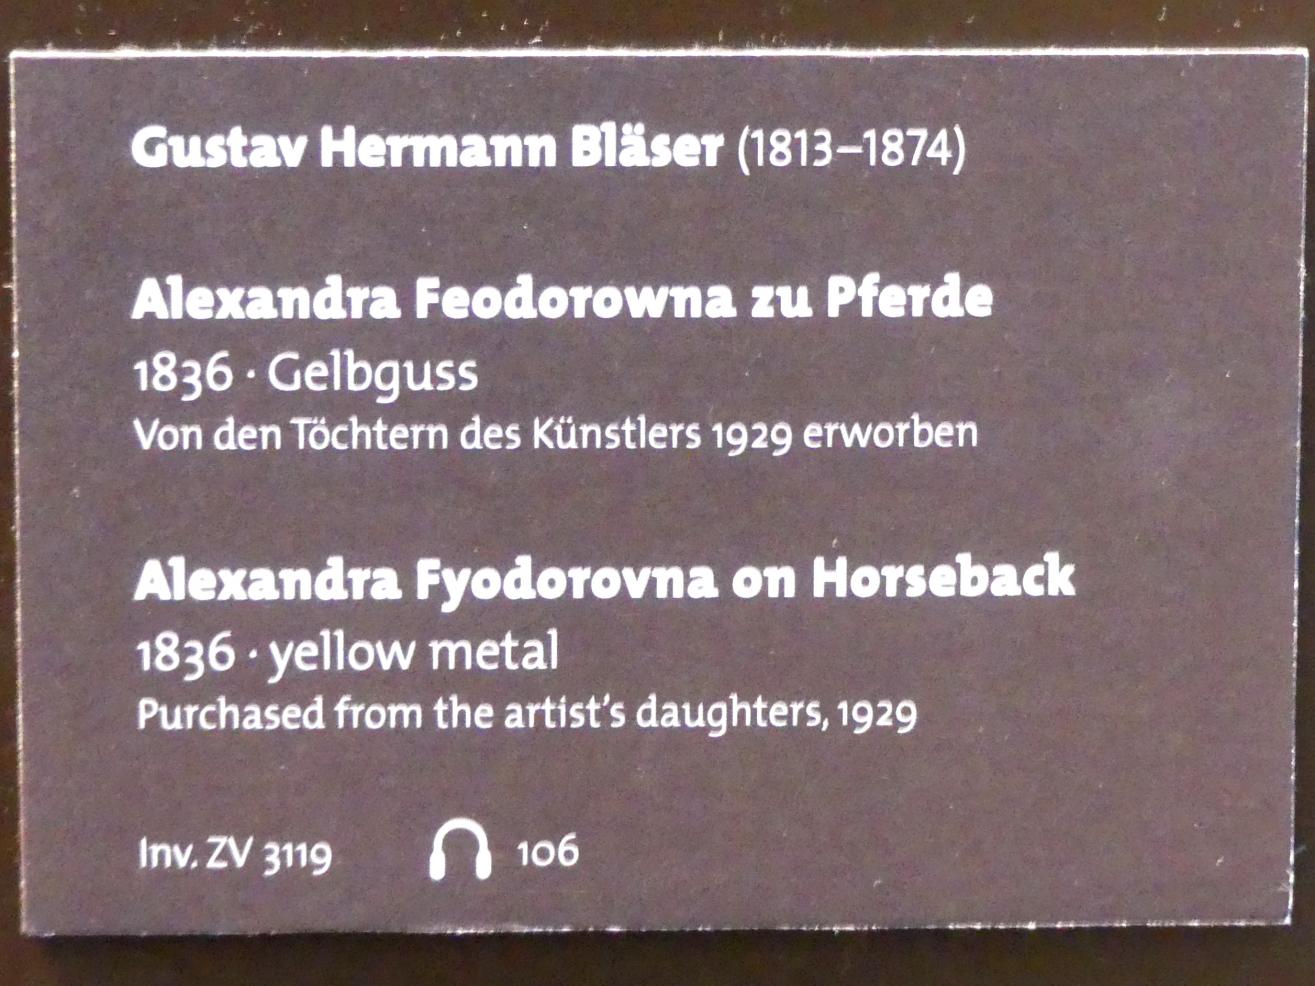 Gustav Hermann Bläser (1813–1874)
Alexandra Feodorowna zu Pferde
1836 · Gelbguss
Von den Töchtern des Künstlers 1929 erworben
Alexandra Fyodorovna on Horseback
1836 · yellow metal
Purchased from the artist's daughters, 1929
Inv. ZV 3119 106